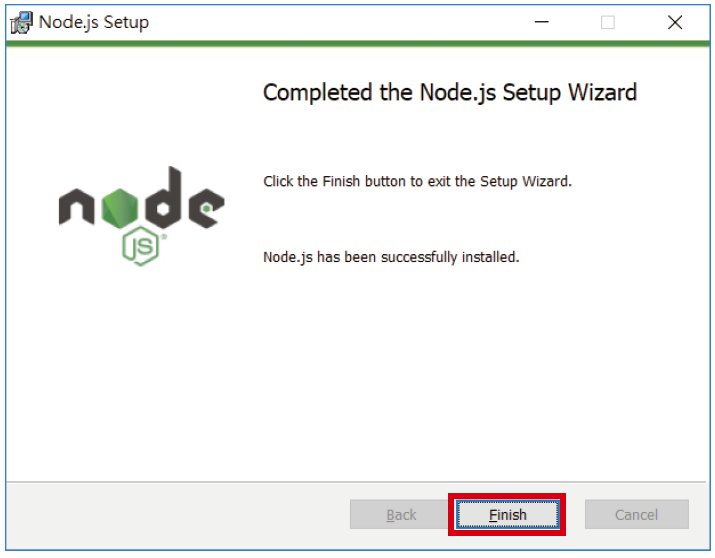 Node.js Setup
Completed the Node.js Setup Wizard
Click the Finish button to exit the Setup Wizard.
node
JS
Node.js has been successfully installed.
Back Finish Cancel